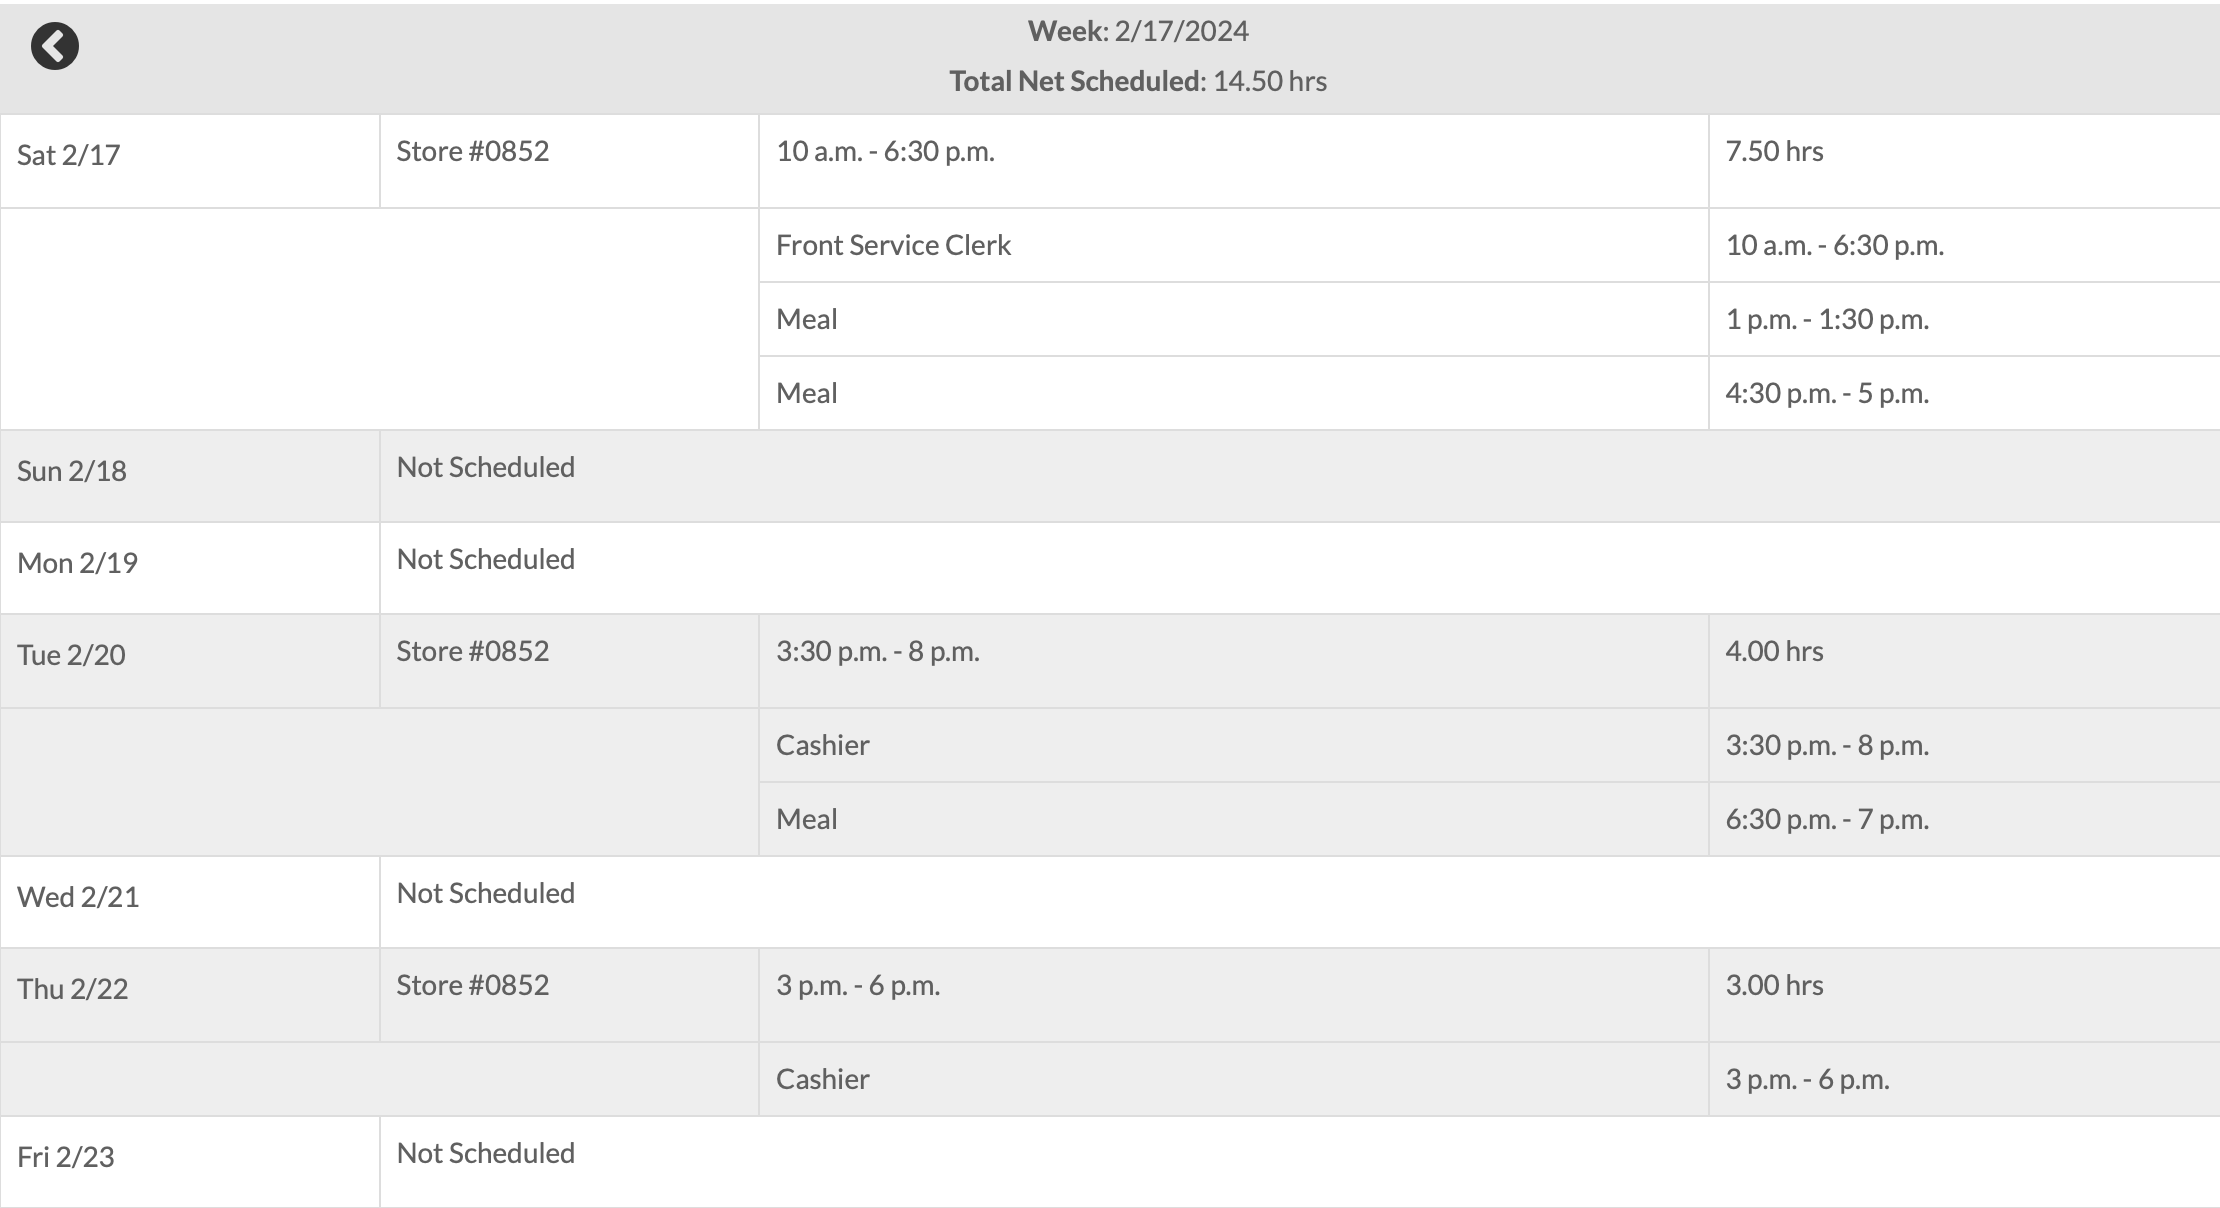 Week: 2/17/2024
Total Net Scheduled: 14.50 hrs
Sat 2/17 Store #0852 10 a.m. - 6:30 p.m. 7.50 hrs
Front Service Clerk 10 a.m. - 6:30 p.m.
Meal 1 p.m. - 1:30 p.m.
Meal 4:30 p.m. - 5 p.m.
Sun 2/18 Not Scheduled
Mon 2/19 Not Scheduled
Tue 2/20 Store #0852 3:30 p.m. - 8 p.m. 4.00 hrs
Cashier 3:30 p.m. - 8 p.m.
Meal 6:30 p.m. - 7 p.m.
Wed 2/21 Not Scheduled
Thu 2/22 Store #0852 3 p.m. - 6 p.m. 3.00 hrs
Cashier 3 p.m. - 6 p.m.
Fri 2/23 Not Scheduled